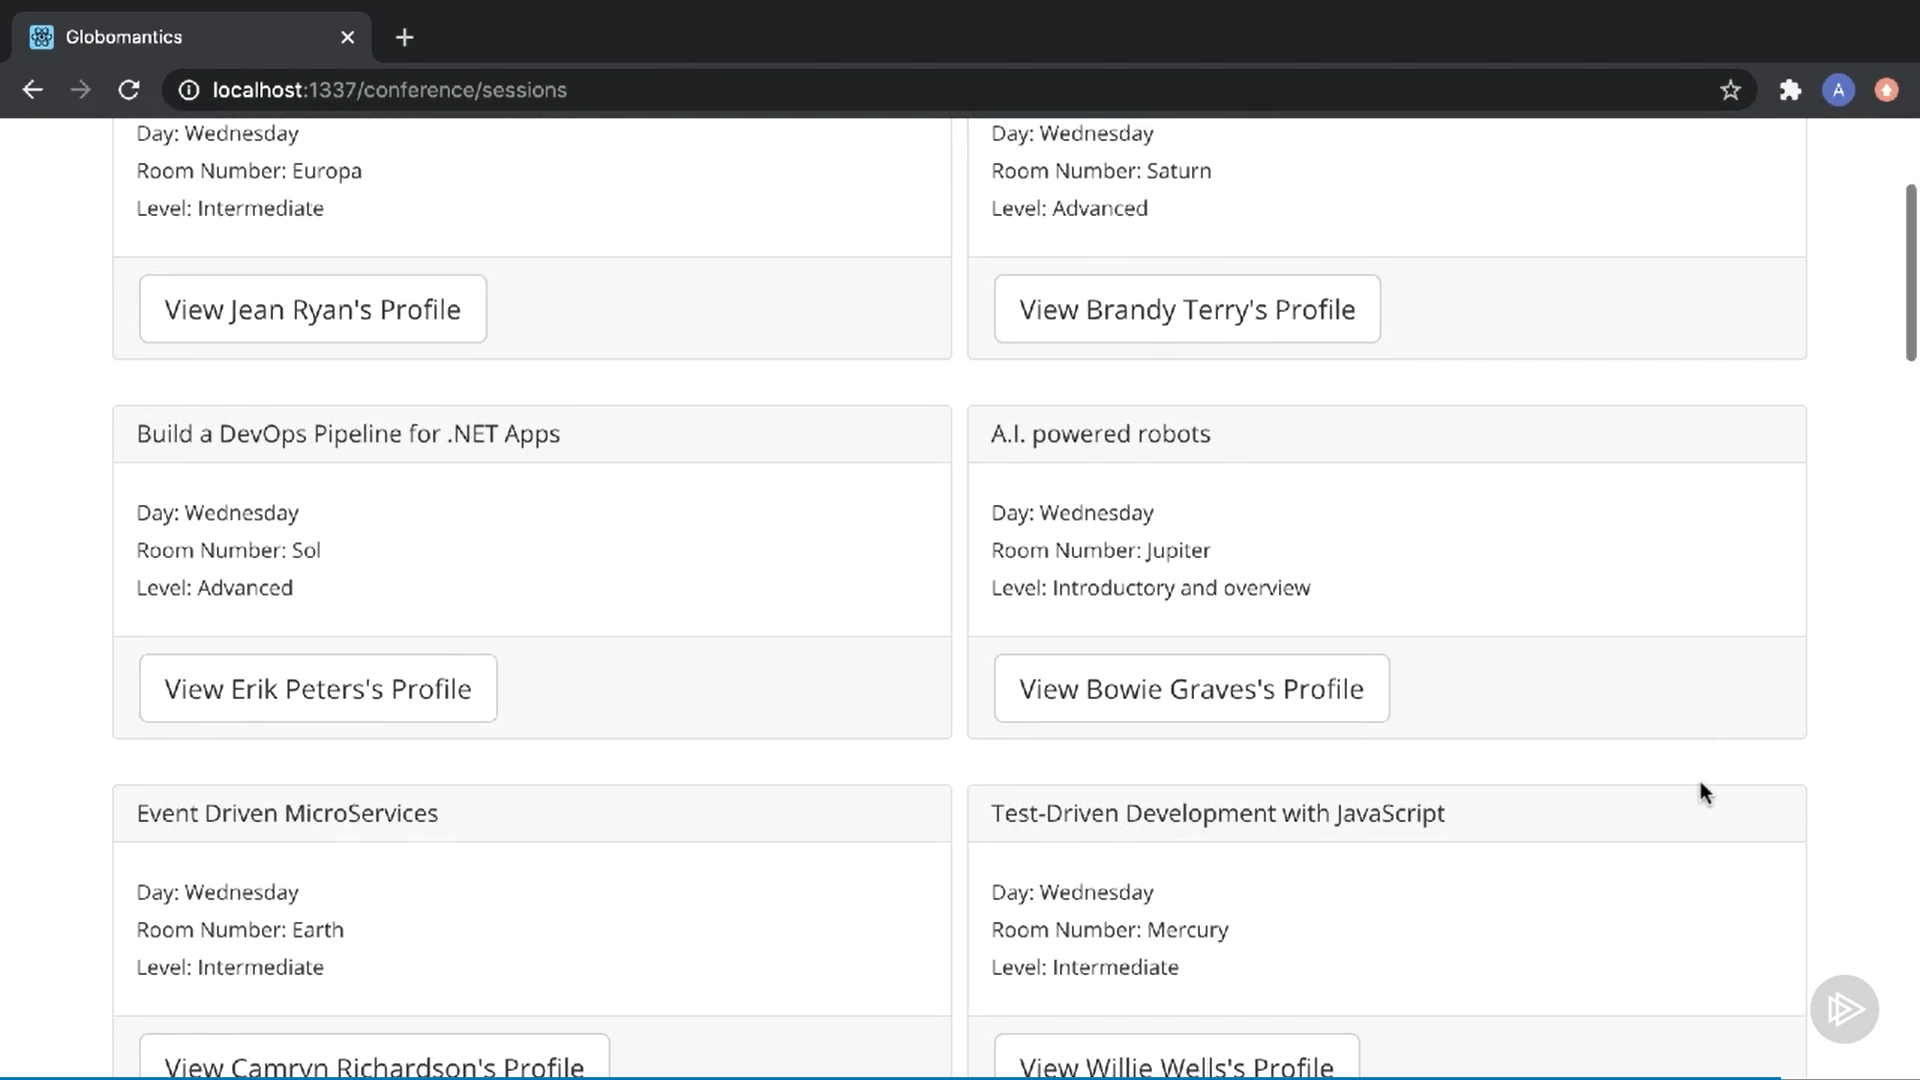 Globomantics
localhost:1337/conference/sessions
A
Day: Wednesday
Room Number: Europa
Level: Intermediate
View Jean Ryan's Profile
Day: Wednesday
Room Number: Saturn
Level: Advanced
View Brandy Terry's Profile
Build a DevOps Pipeline for .NET Apps
Day: Wednesday
Room Number: Sol
Level: Advanced
View Erik Peters's Profile
A.I. powered robots
Day: Wednesday
Room Number: Jupiter
Level: Introductory and overview
View Bowie Graves's Profile
Event Driven MicroServices
Day: Wednesday
Room Number: Earth
Level: Intermediate
View Camryn Richardson's Profile
Test-Driven Development with JavaScript
Day: Wednesday
Room Number: Mercury
Level: Intermediate
View Willie Wells's Profile